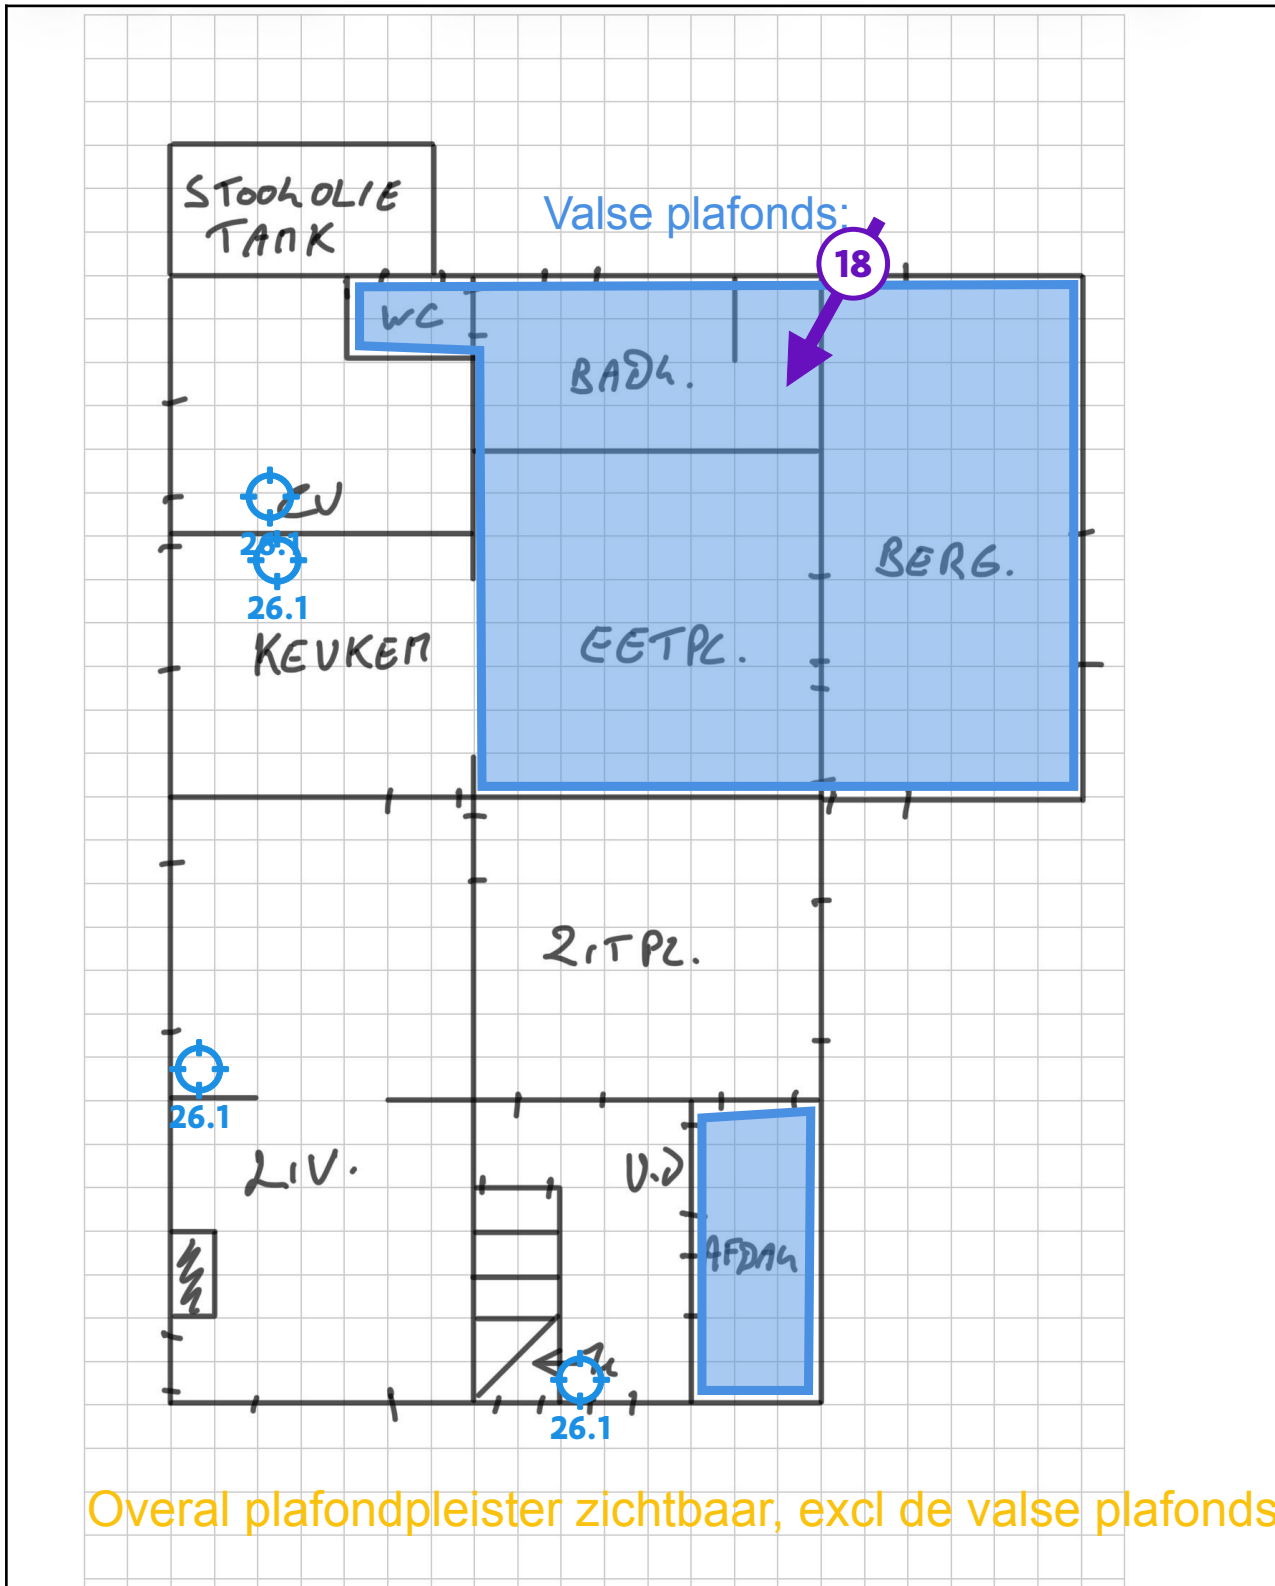 STOOKOLIE
TANK
Valse plafonds:
18
WC
BADK.
CV
26.1
26.1
BERG.
KEUKEN
EETPL.
ZITPL.
26.1
LIV.
AFDAK
26.1
Overal plafondpleister zichtbaar, excl de valse plafonds